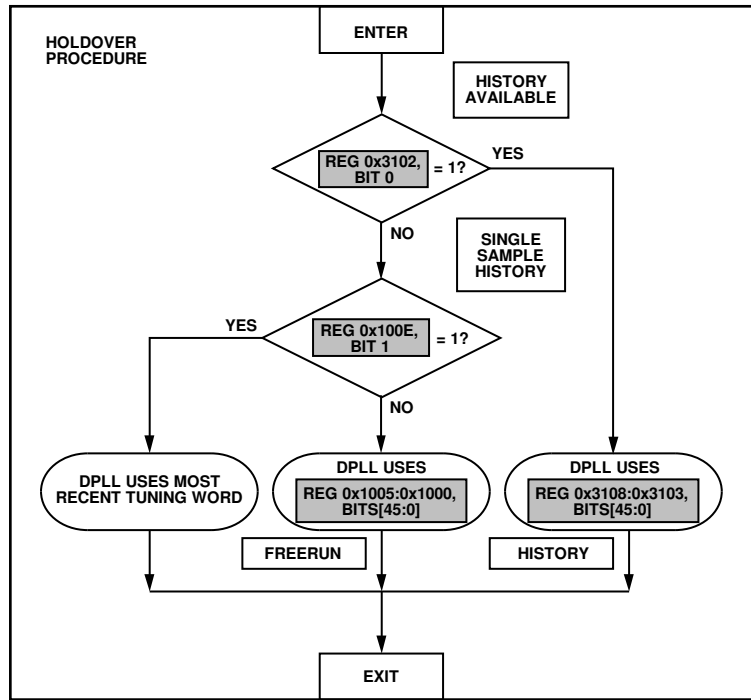 ENTER
HOLDOVER
PROCEDURE
HISTORY
AVAILABLE
REG 0x3102,
BIT 0
= 1?
YES
NO
SINGLE
SAMPLE
HISTORY
YES
REG 0x100E,
BIT 1
= 1?
NO
DPLL USES MOST
RECENT TUNING WORD
DPLL USES
REG 0x1005:0x1000,
BITS[45:0]
DPLL USES
REG 0x3108:0x3103,
BITS[45:0]
FREERUN
HISTORY
EXIT